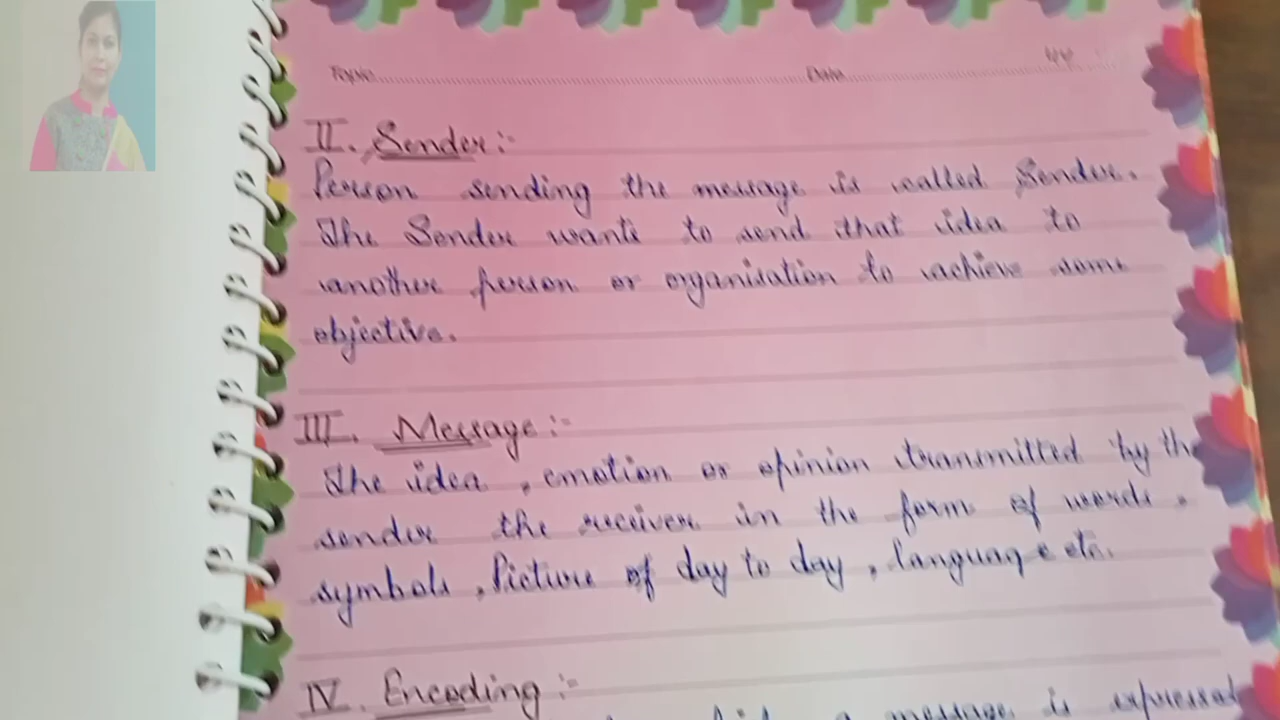 Topic Date
II. Sender :-
Person sending the message is called Sender.
The Sender wants to send that idea to
another person or organisation to achieve some
objective.
III. Message :-
The idea , emotion or opinion transmitted by the
sender the receiver in the form of words ,
symbols , Picture of day to day , language etc.
IV. Encoding :-
a message is expressed